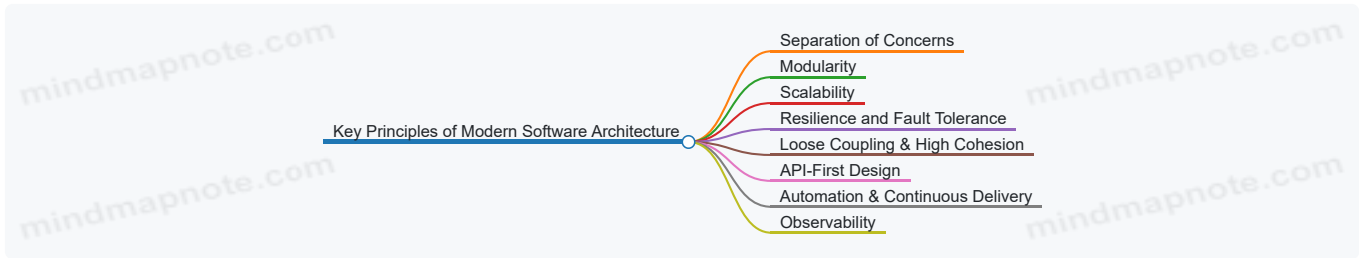 mindmapnote.com
mindmapnote.com
Key Principles of Modern Software Architecture
Separation of Concerns
Modularity
Scalability
Resilience and Fault Tolerance
Loose Coupling & High Cohesion
API-First Design
Automation & Continuous Delivery
Observability
mindmapnote.com
mindmapnote.com